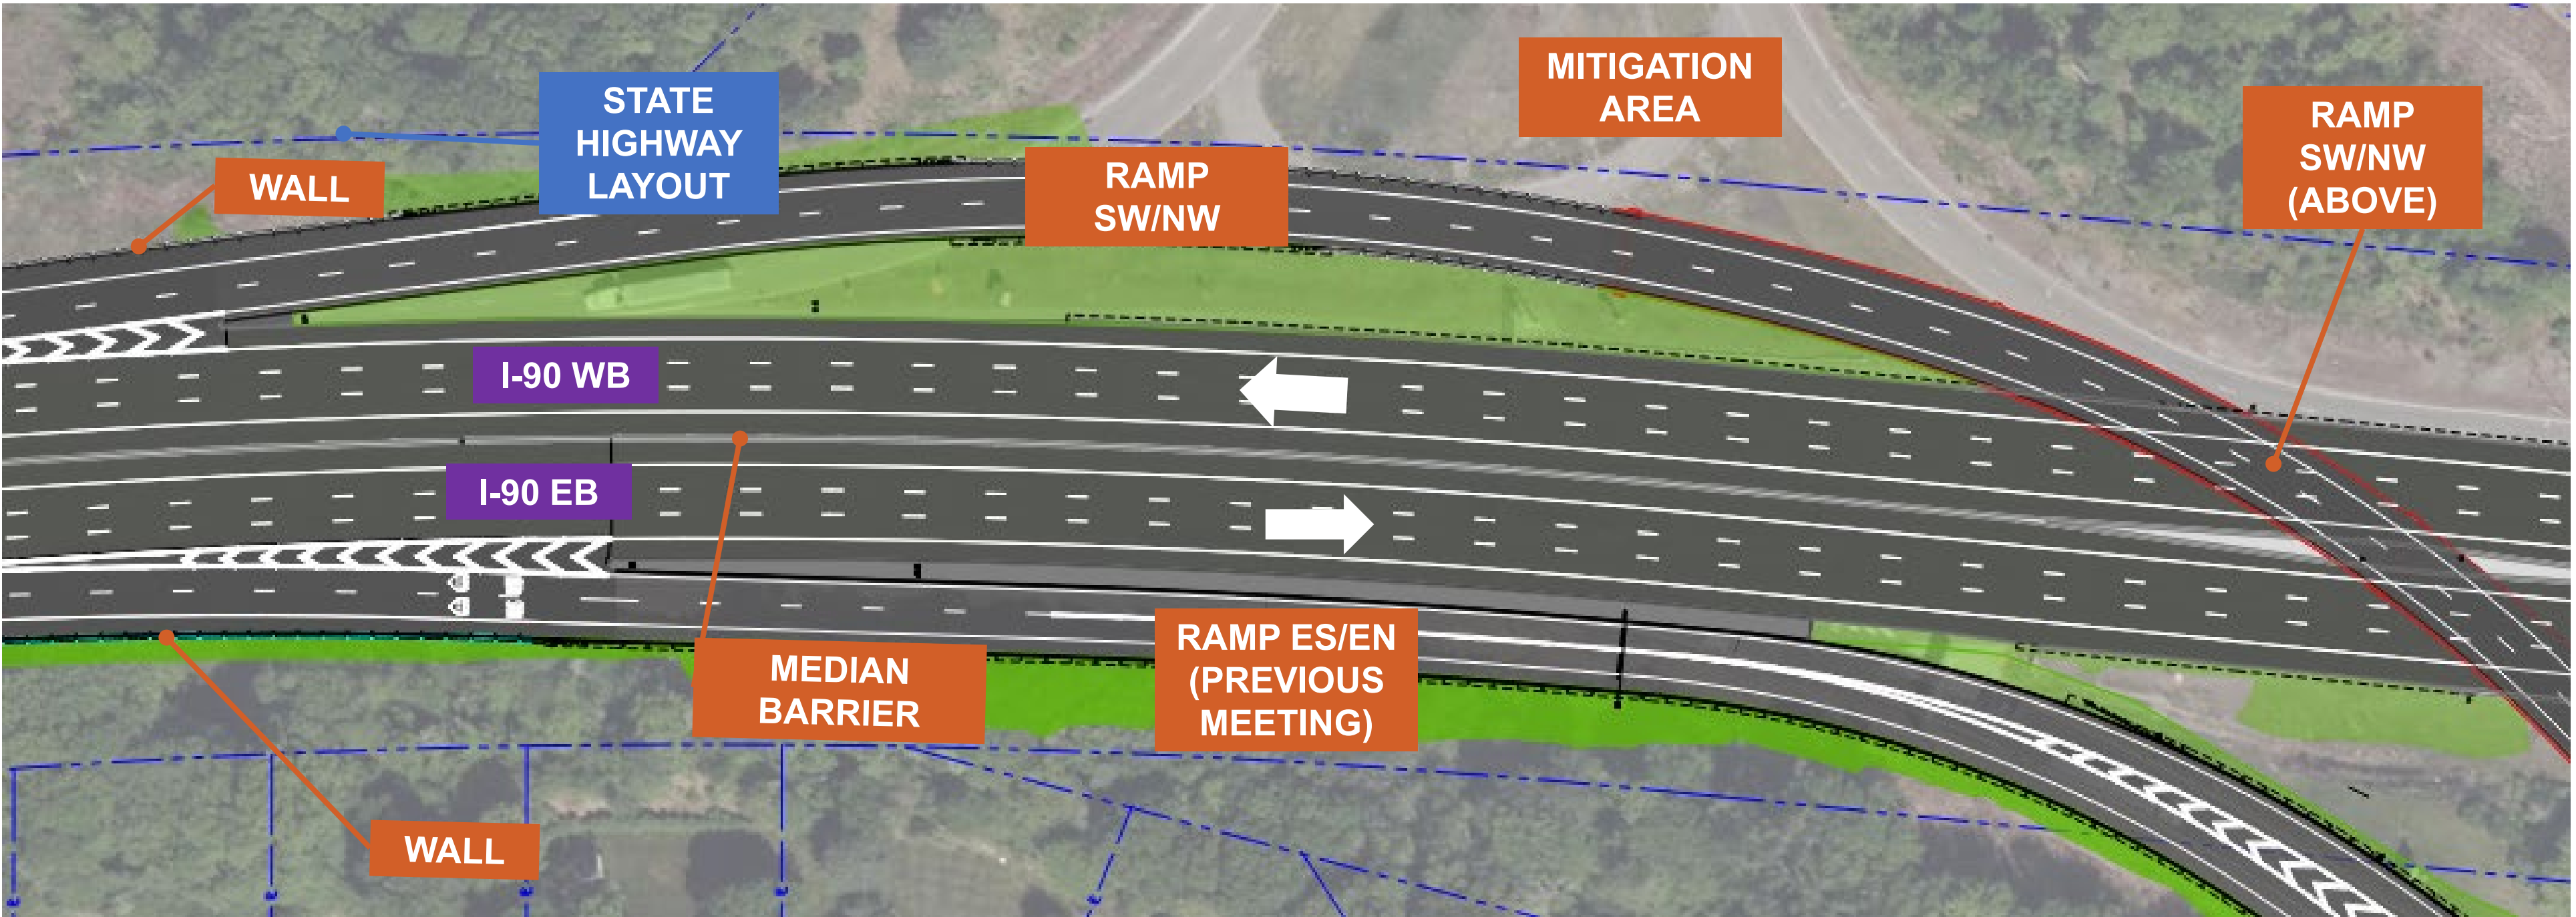 STATE
HIGHWAY
LAYOUT
MITIGATION
AREA
RAMP
SW/NW
(ABOVE)
WALL
RAMP
SW/NW
I-90 WB
I-90 EB
RAMP ES/EN
(PREVIOUS
MEETING)
MEDIAN
BARRIER
WALL